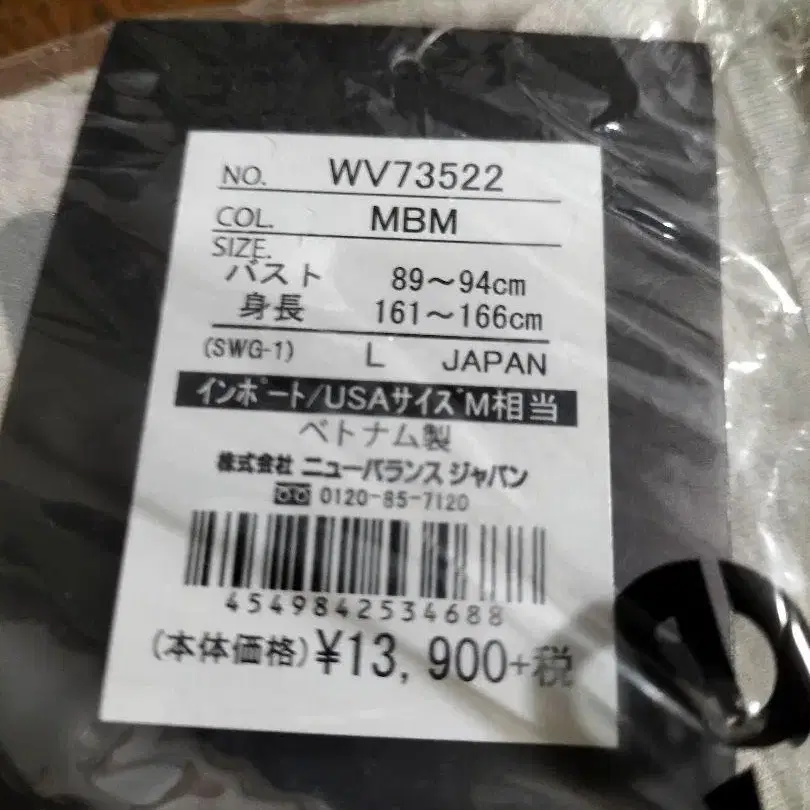 NO. WV73522
COL. MBM
SIZE.
バスト 89～94cm
身長 161～166cm
(SWG-1) L JAPAN
インポート/USAサイズM相当
ベトナム製
株式会社 ニューバランス ジャパン
0120-85-7120
4549842534688
(本体価格)¥13,900+税